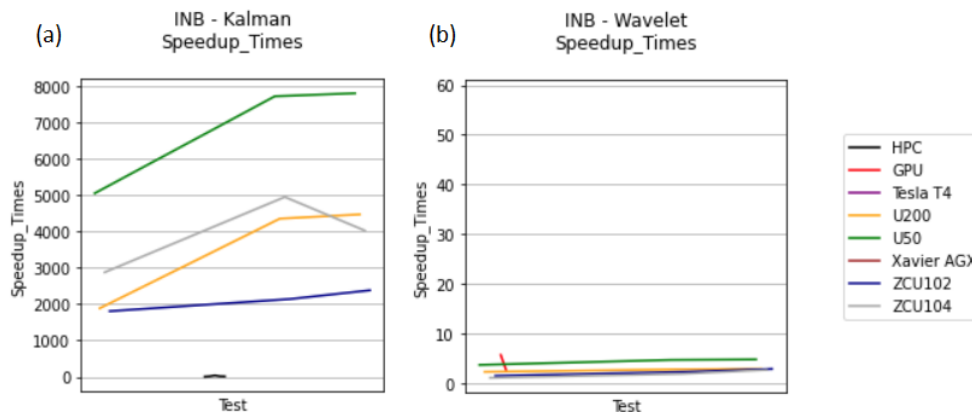 (a)
INB - Kalman
Speedup_Times
8000
7000
6000
5000
4000
3000
2000
1000
0
Speedup_Times
Test
(b)
INB - Wavelet
Speedup_Times
60
50
40
30
20
10
0
Speedup_Times
Test
HPC
GPU
Tesla T4
U200
U50
Xavier AGX
ZCU102
ZCU104